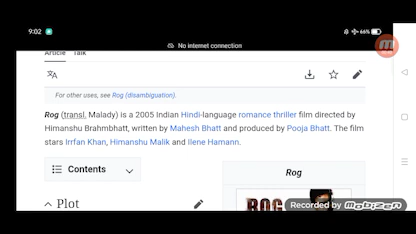 9:02
66%
No internet connection
Article Talk
For other uses, see Rog (disambiguation).
Rog (transl. Malady) is a 2005 Indian Hindi-language romance thriller film directed by
Himanshu Brahmbhatt, written by Mahesh Bhatt and produced by Pooja Bhatt. The film
stars Irrfan Khan, Himanshu Malik and Ilene Hamann.
Contents
Rog
Plot
ROG
Recorded by Mobizen